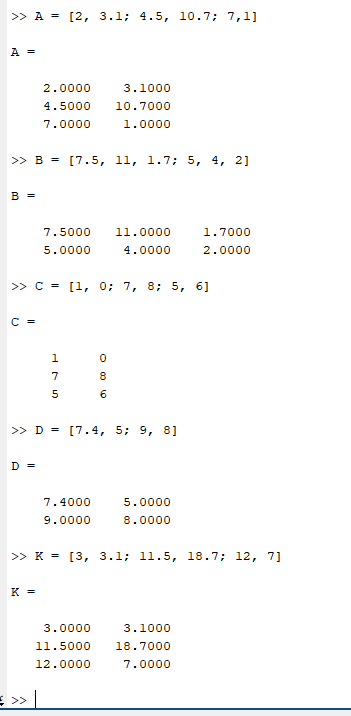 >> A = [2, 3.1; 4.5, 10.7; 7,1]
A =
2.0000 3.1000
4.5000 10.7000
7.0000 1.0000
>> B = [7.5, 11, 1.7; 5, 4, 2]
B =
7.5000 11.0000 1.7000
5.0000 4.0000 2.0000
>> C = [1, 0; 7, 8; 5, 6]
C =
1 0
7 8
5 6
>> D = [7.4, 5; 9, 8]
D =
7.4000 5.0000
9.0000 8.0000
>> K = [3, 3.1; 11.5, 18.7; 12, 7]
K =
3.0000 3.1000
11.5000 18.7000
12.0000 7.0000
>>